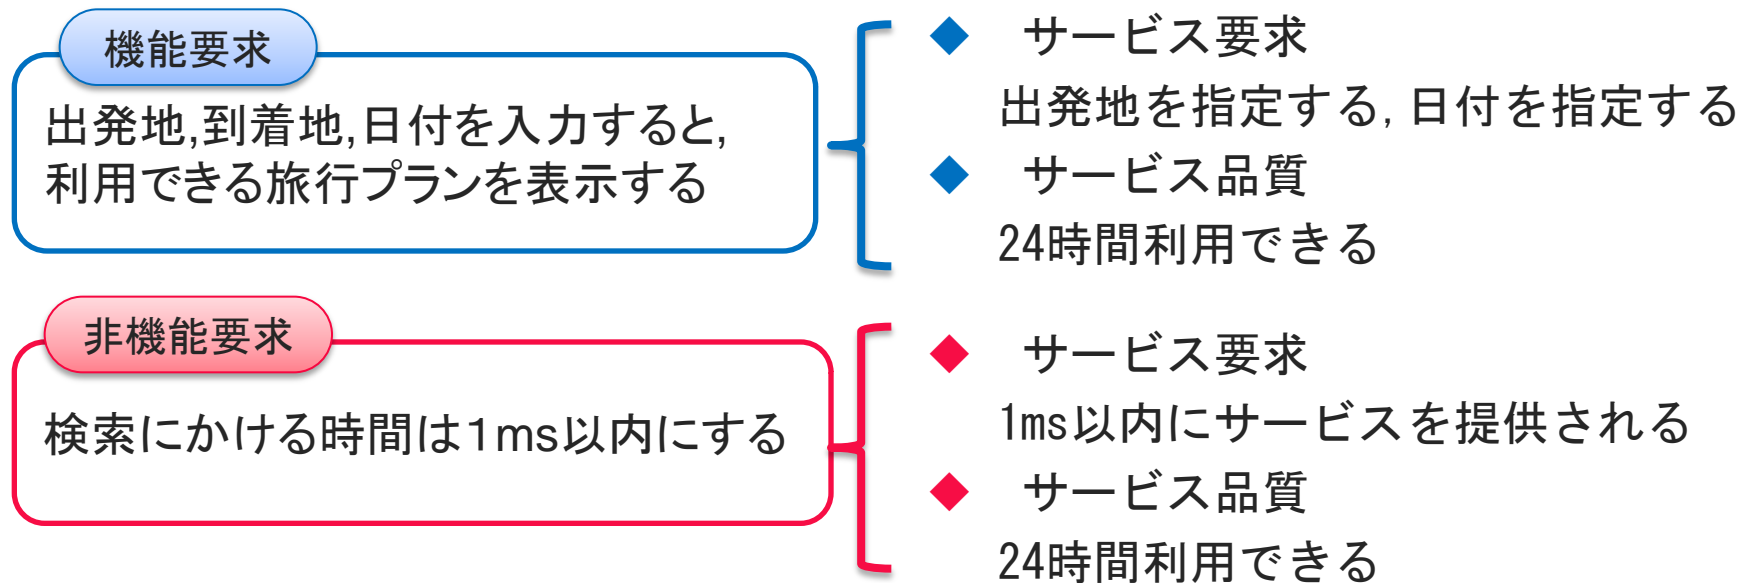 機能要求
出発地,到着地,日付を入力すると,
利用できる旅行プランを表示する
◆ サービス要求
出発地を指定する,日付を指定する
◆ サービス品質
24時間利用できる
非機能要求
検索にかける時間は1ms以内にする
◆ サービス要求
1ms以内にサービスを提供される
◆ サービス品質
24時間利用できる